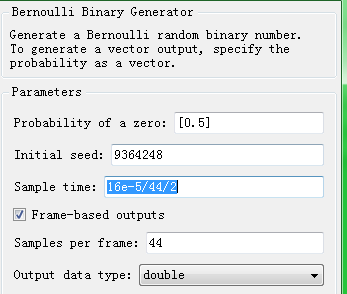 Bernoulli Binary Generator
Generate a Bernoulli random binary number.
To generate a vector output, specify the
probability as a vector.
Parameters
Probability of a zero: [0.5]
Initial seed: 9364248
Sample time: 16e-5/44/2
Frame-based outputs
Samples per frame: 44
Output data type: double